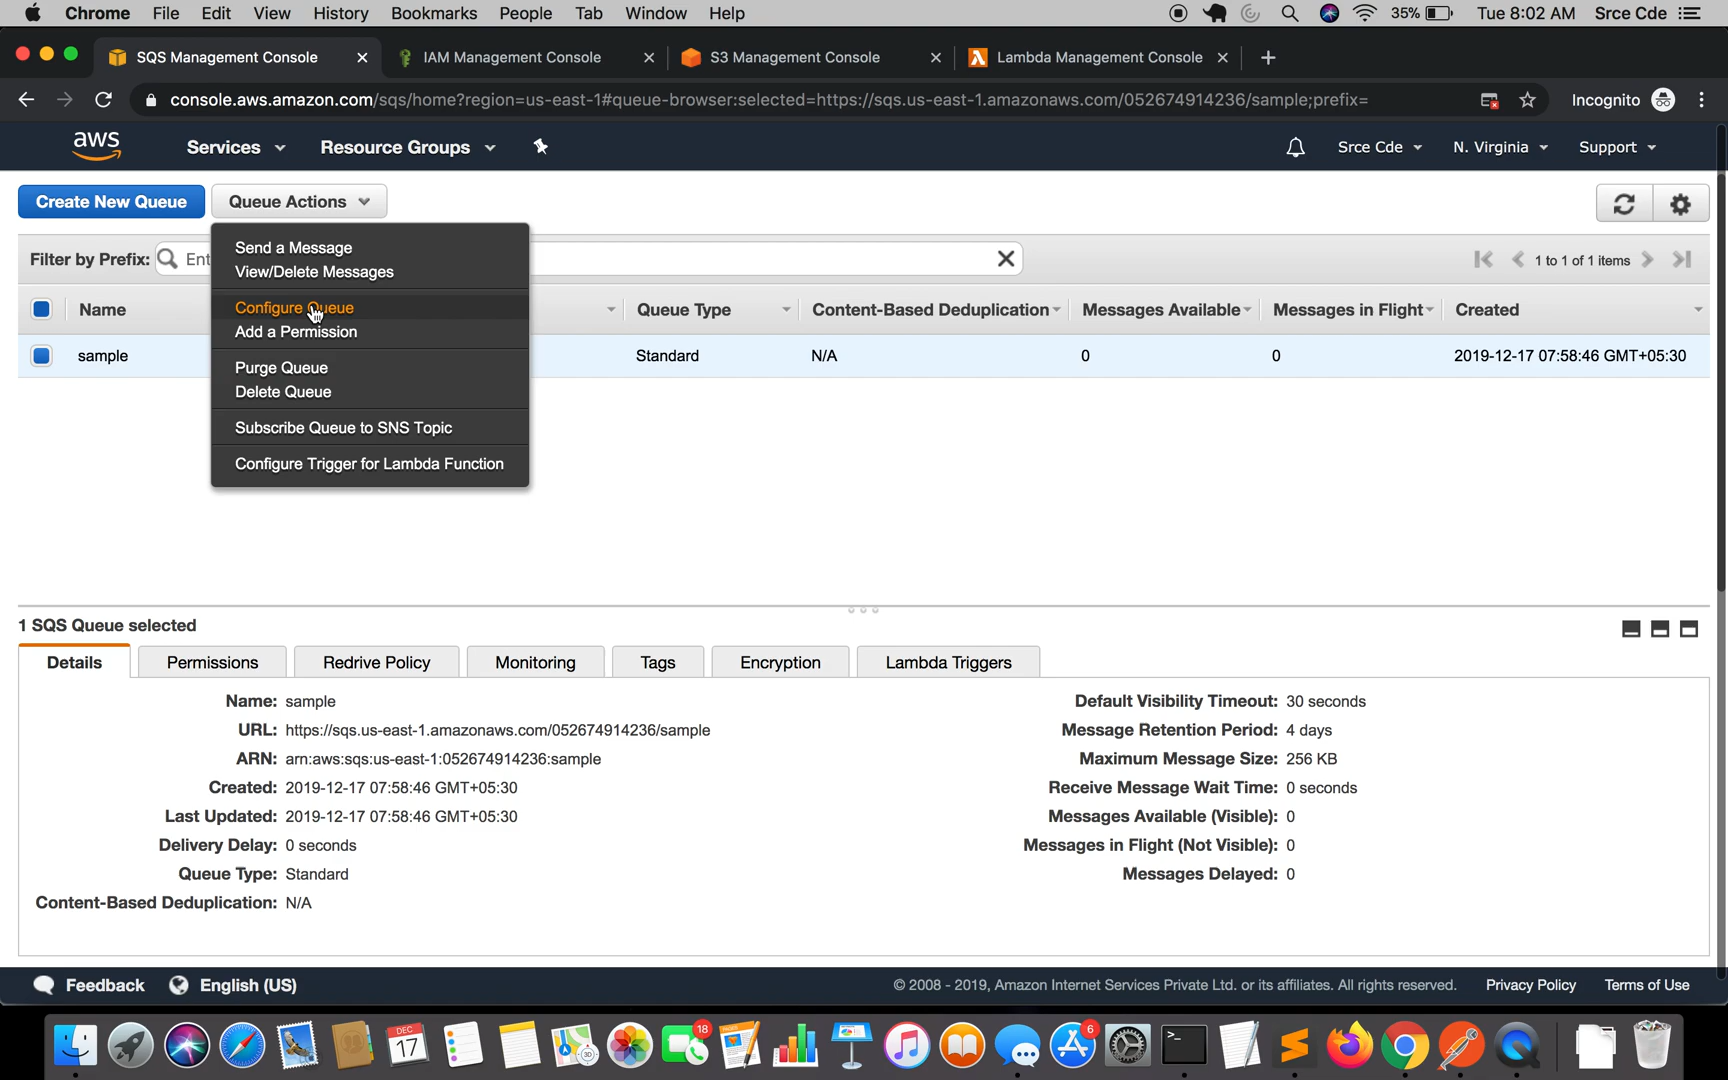 Chrome File Edit View History Bookmarks People Tab Window Help 35% Tue 8:02 AM Srce Cde
SQS Management Console IAM Management Console S3 Management Console Lambda Management Console
console.aws.amazon.com/sqs/home?region=us-east-1#queue-browser:selected=https://sqs.us-east-1.amazonaws.com/052674914236/sample;prefix= Incognito
aws Services Resource Groups Srce Cde N. Virginia Support
Create New Queue Queue Actions
Send a Message
Filter by Prefix: Ent 1 to 1 of 1 items
View/Delete Messages
Configure Queue
Name Queue Type Content-Based Deduplication Messages Available Messages in Flight Created
Add a Permission
sample Standard N/A 0 0 2019-12-17 07:58:46 GMT+05:30
Purge Queue
Delete Queue
Subscribe Queue to SNS Topic
Configure Trigger for Lambda Function
1 SQS Queue selected
Details Permissions Redrive Policy Monitoring Tags Encryption Lambda Triggers
Name: sample Default Visibility Timeout: 30 seconds
URL: https://sqs.us-east-1.amazonaws.com/052674914236/sample Message Retention Period: 4 days
ARN: arn:aws:sqs:us-east-1:052674914236:sample Maximum Message Size: 256 KB
Created: 2019-12-17 07:58:46 GMT+05:30 Receive Message Wait Time: 0 seconds
Last Updated: 2019-12-17 07:58:46 GMT+05:30 Messages Available (Visible): 0
Delivery Delay: 0 seconds Messages in Flight (Not Visible): 0
Queue Type: Standard Messages Delayed: 0
Content-Based Deduplication: N/A
Feedback English (US) © 2008 - 2019, Amazon Internet Services Private Ltd. or its affiliates. All rights reserved. Privacy Policy Terms of Use
DEC 18 6
17